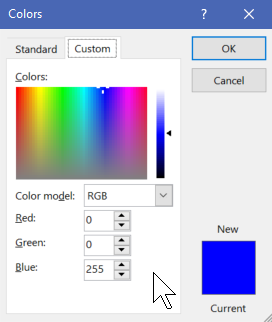 Colors
?
Standard
Custom
OK
Cancel
Colors:
Color model:
RGB
Red:
0
Green:
0
Blue:
255
New
Current